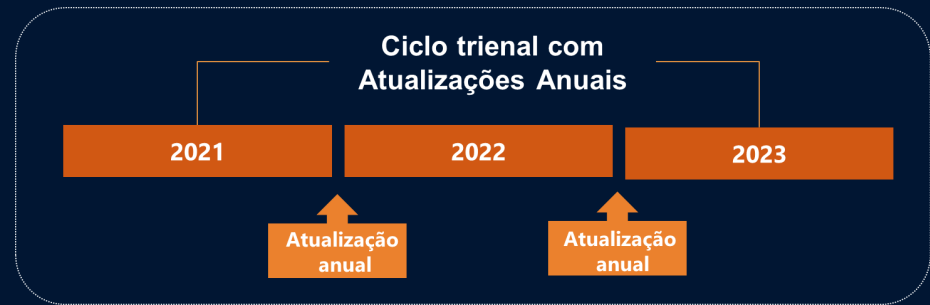 Ciclo trienal com
Atualizações Anuais
2021
2022
2023
Atualização
anual
Atualização
anual